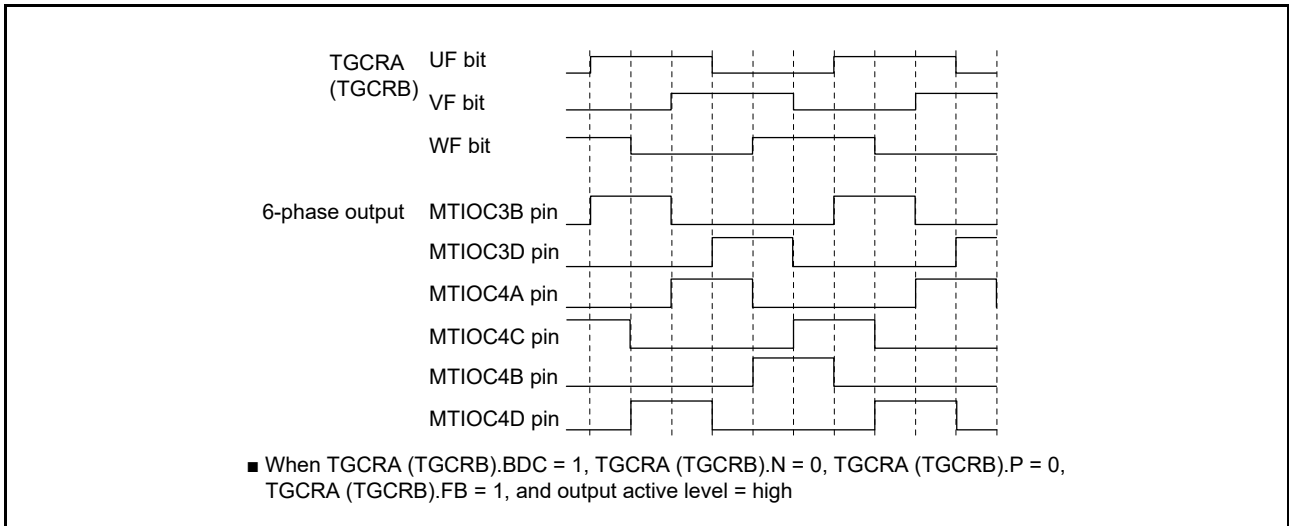 TGCRA
(TGCRB)
UF bit
VF bit
WF bit
6-phase output
MTIOC3B pin
MTIOC3D pin
MTIOC4A pin
MTIOC4C pin
MTIOC4B pin
MTIOC4D pin
■ When TGCRA (TGCRB).BDC = 1, TGCRA (TGCRB).N = 0, TGCRA (TGCRB).P = 0,
TGCRA (TGCRB).FB = 1, and output active level = high